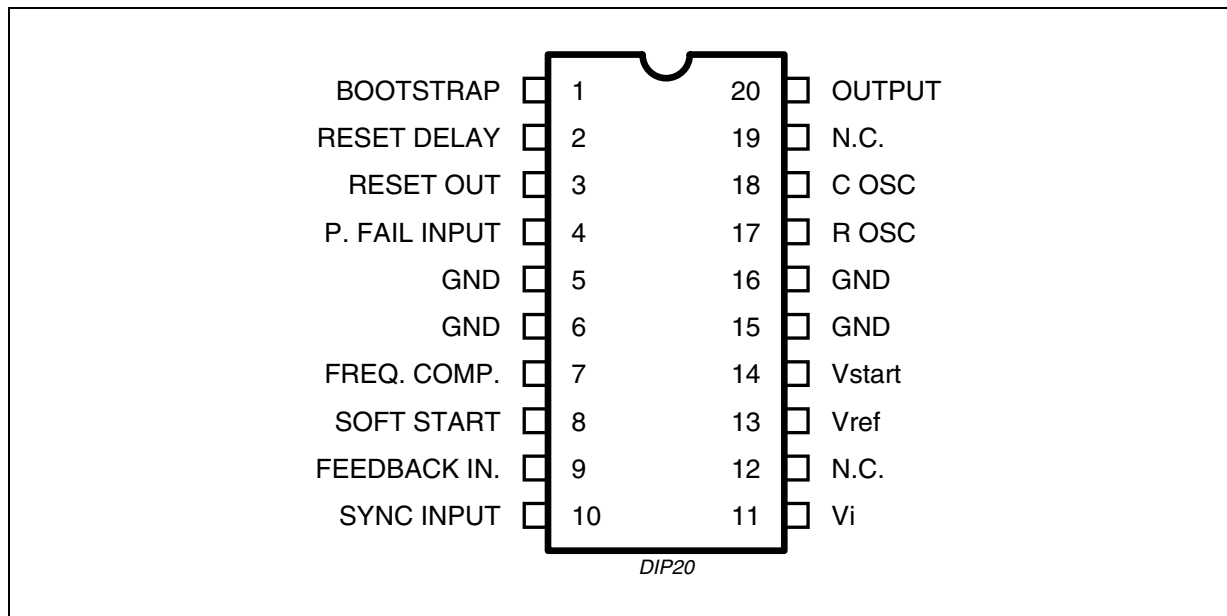 BOOTSTRAP 1 20 OUTPUT
RESET DELAY 2 19 N.C.
RESET OUT 3 18 C OSC
P. FAIL INPUT 4 17 R OSC
GND 5 16 GND
GND 6 15 GND
FREQ. COMP. 7 14 Vstart
SOFT START 8 13 Vref
FEEDBACK IN. 9 12 N.C.
SYNC INPUT 10 11 Vi
DIP20